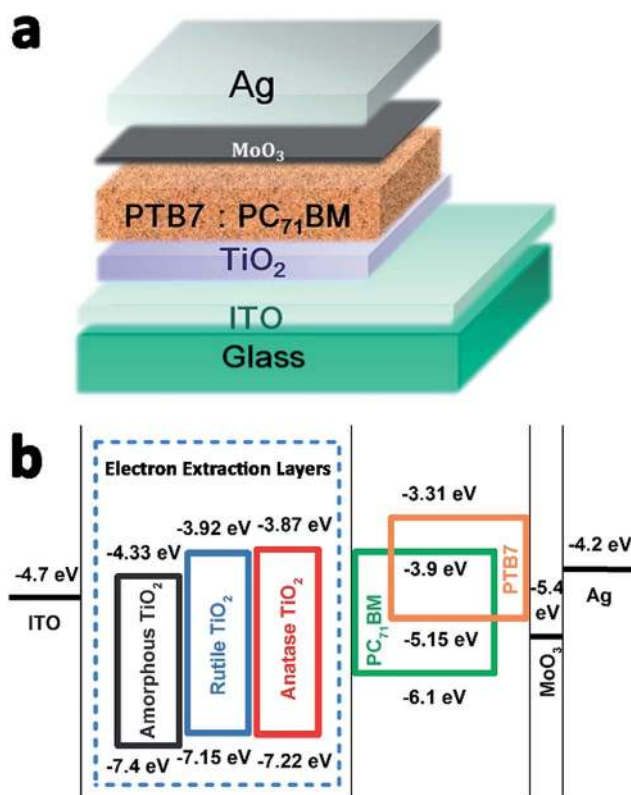 a
Ag
MoO₃
PTB7 : PC₇₁BM
TiO₂
ITO
Glass
b
Electron Extraction Layers
-4.7 eV
ITO
-4.33 eV
Amorphous TiO₂
-7.4 eV
-3.92 eV
Rutile TiO₂
-7.15 eV
-3.87 eV
Anatase TiO₂
-7.22 eV
PC₇₁BM
-3.9 eV
-6.1 eV
-3.31 eV
PTB7
-5.15 eV
-5.4
eV
MoO₃
-4.2 eV
Ag